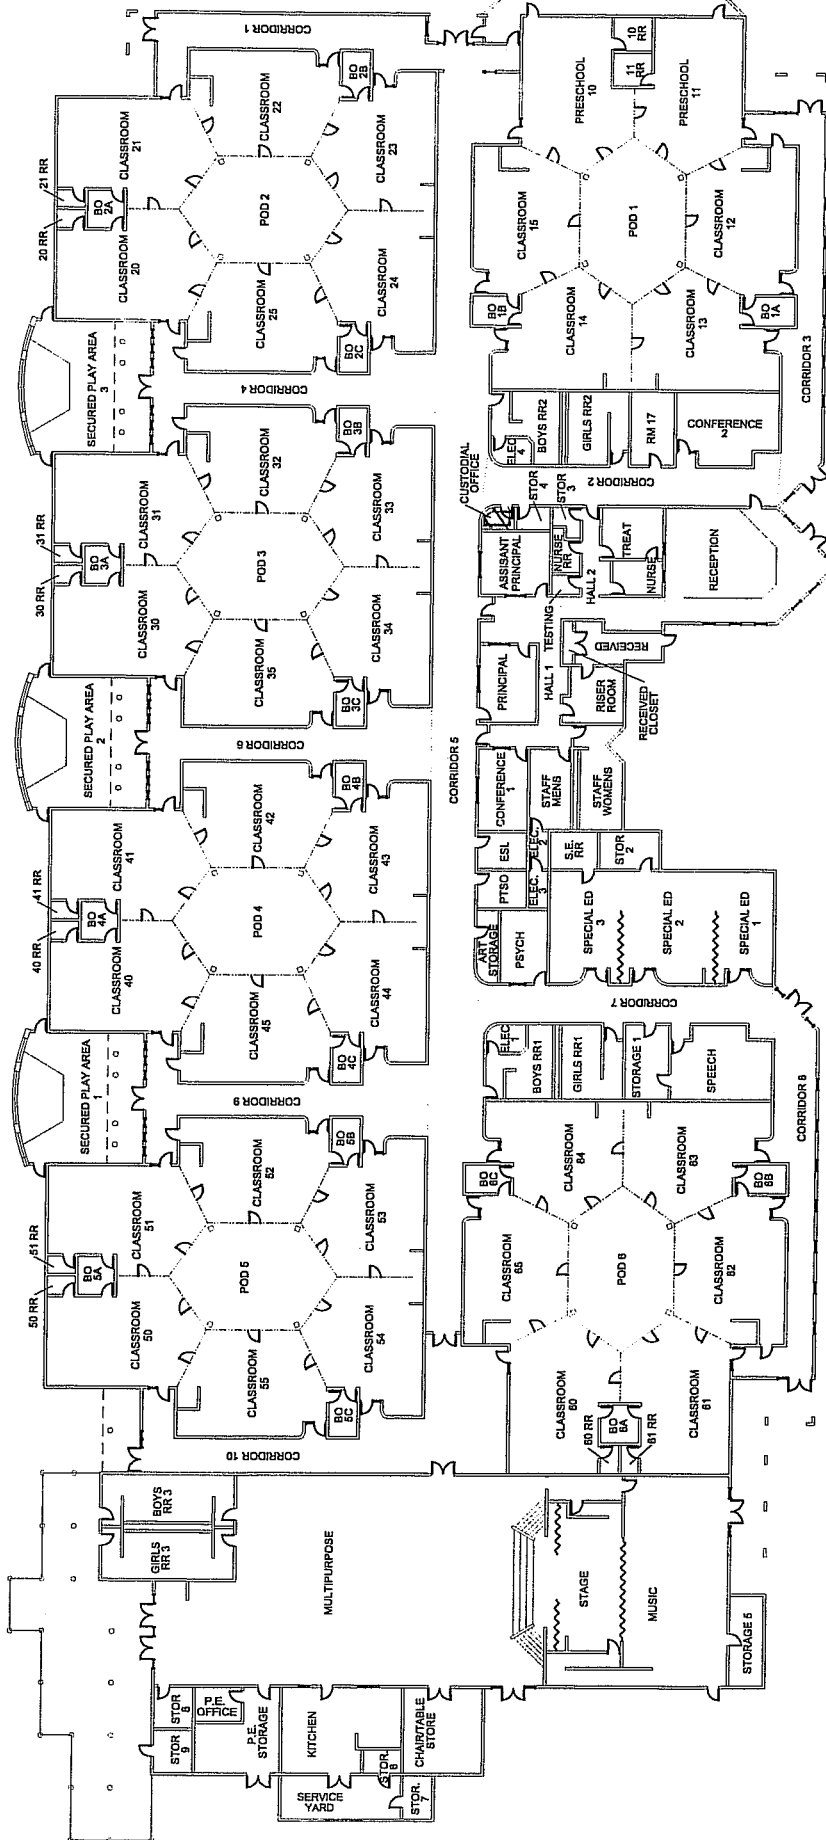 CORRIDOR 1
BO
2B
CLASSROOM
22
CLASSROOM
23
21 RR
CLASSROOM
21
BO
2A
20 RR
CLASSROOM
20
POD 2
CLASSROOM
25
CLASSROOM
24
BO
2C
SECURED PLAY AREA
3
CORRIDOR 4
BO
3B
CLASSROOM
32
CLASSROOM
33
31 RR
CLASSROOM
31
BO
3A
30 RR
CLASSROOM
30
POD 3
CLASSROOM
35
CLASSROOM
34
BO
3C
SECURED PLAY AREA
2
CORRIDOR 6
BO
4B
CLASSROOM
42
CLASSROOM
43
41 RR
CLASSROOM
41
BO
4A
40 RR
CLASSROOM
40
POD 4
CLASSROOM
45
CLASSROOM
44
BO
4C
SECURED PLAY AREA
1
CORRIDOR 9
BO
5B
CLASSROOM
52
CLASSROOM
53
51 RR
CLASSROOM
51
BO
5A
50 RR
CLASSROOM
50
POD 5
CLASSROOM
55
CLASSROOM
54
BO
5C
CORRIDOR 10
BOYS
RR 3
GIRLS
RR 3
MULTIPURPOSE
STOR
8
STOR
9
P.E.
OFFICE
P.E.
STORAGE
KITCHEN
STOR.
6
CHARITABLE
STORE
SERVICE
YARD
STOR.
7
10
RR
11
RR
PRESCHOOL
10
PRESCHOOL
11
CLASSROOM
15
POD 1
CLASSROOM
12
BO
1B
CLASSROOM
14
CLASSROOM
13
BO
1A
ELEC
4
BOYS RR2
GIRLS RR2
RM 17
CONFERENCE
2
CORRIDOR 3
CORRIDOR 2
CUSTODIAL
OFFICE
STOR
4
STOR
3
ASSISANT
PRINCIPAL
NURSE
RR
TREAT
NURSE
HALL 2
TESTING
RECEPTION
CORRIDOR 5
PRINCIPAL
HALL 1
RECEIVED
RISER
ROOM
RECEIVED
CLOSET
CONFERENCE
1
STAFF
MENS
STAFF
WOMENS
ESL
ELEC.
2
S.E.
RR
STOR
2
PTSO
ELEC.
3
ART
STORAGE
PSYCH
SPECIAL ED
3
SPECIAL ED
2
SPECIAL ED
1
CORRIDOR 7
ELEC
1
BOYS RR1
GIRLS RR1
STORAGE 1
SPEECH
CORRIDOR 8
CLASSROOM
64
CLASSROOM
63
BO
6C
BO
6B
CLASSROOM
65
POD 6
CLASSROOM
62
CLASSROOM
60
BO
6A
CLASSROOM
61
60 RR
61 RR
STAGE
MUSIC
STORAGE 5